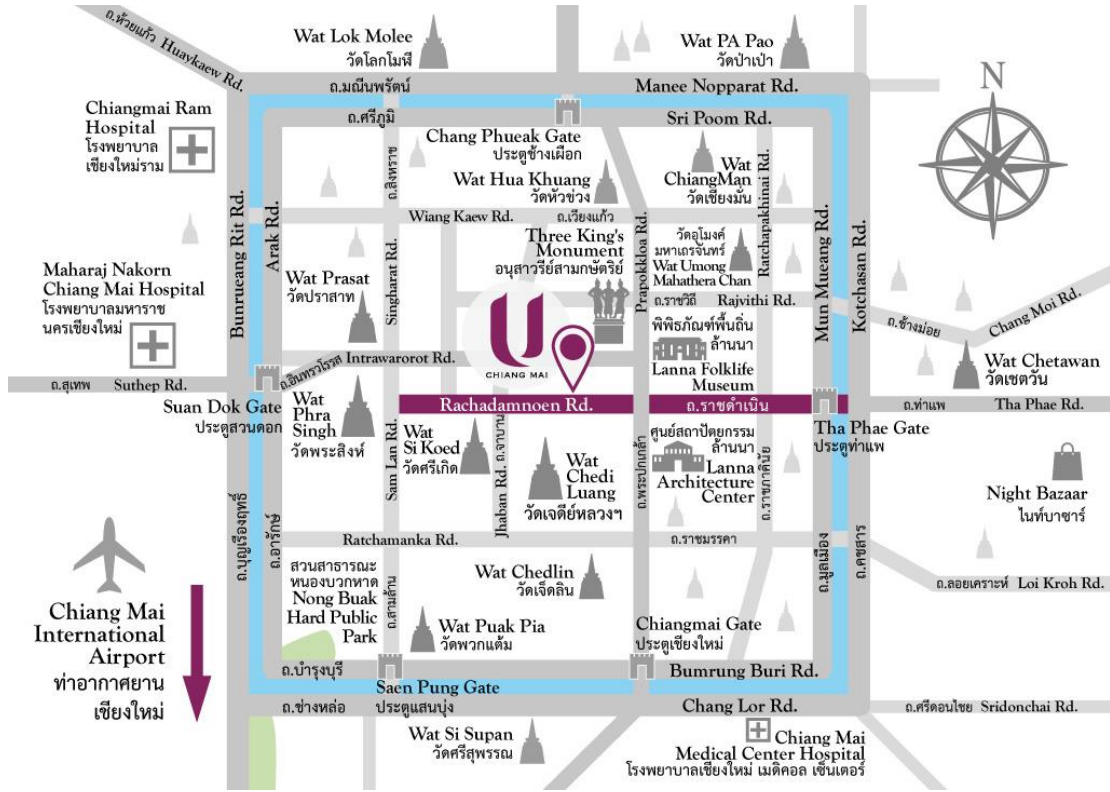 ถ.ห้วยแก้ว Huaykaew Rd.
Wat Lok Molee
วัดโลกโมฬี
Wat PA Pao
วัดป่าเป้า
N
ถ.มณีนพรัตน์
Manee Nopparat Rd.
Chiangmai Ram
Hospital
โรงพยาบาล
เชียงใหม่ราม
ถ.ศรีภูมิ
Sri Poom Rd.
Chang Phueak Gate
ประตูช้างเผือก
ถ.สิงหราช
Singharat Rd.
Wat
ChiangMan
วัดเชียงมั่น
Ratchapakhinai Rd.
Wat Hua Khuang
วัดหัวข่วง
Wiang Kaew Rd.
ถ.เวียงแก้ว
Bunrueang Rit Rd.
Arak Rd.
Three King's
Monument
อนุสาวรีย์สามกษัตริย์
Prapokkloa Rd.
วัดอุโมงค์
มหาเถรจันทร์
Wat Umong
Mahathera Chan
Mun Mueang Rd.
Kotchasan Rd.
Maharaj Nakorn
Chiang Mai Hospital
โรงพยาบาลมหาราช
นครเชียงใหม่
Wat Prasat
วัดปราสาท
ถ.ราชวิถี
Rajvithi Rd.
ถ.ช้างม่อย
Chang Moi Rd.
U
CHIANG MAI
พิพิธภัณฑ์พื้นถิ่น
ล้านนา
Lanna Folklife
Museum
Wat Chetawan
วัดเชตวัน
ถ.อินทวโรรส
Intrawarorot Rd.
ถ.สุเทพ
Suthep Rd.
Suan Dok Gate
ประตูสวนดอก
Rachadamnoen Rd.
ถ.ราชดำเนิน
ถ.ท่าแพ
Tha Phae Rd.
Tha Phae Gate
ประตูท่าแพ
Wat
Phra
Singh
วัดพระสิงห์
Sam Lan Rd.
ถ.สามล้าน
Wat
Si Koed
วัดศรีเกิด
ถ.จาบาน
Jhaban Rd.
Wat
Chedi
Luang
วัดเจดีย์หลวงฯ
ถ.พระปกเกล้า
ศูนย์สถาปัตยกรรม
ล้านนา
Lanna
Architecture
Center
ถ.ราชภาคินัย
Night Bazaar
ไนท์บาซาร์
ถ.บุญเรืองฤทธิ์
ถ.อารักษ์
Ratchamanka Rd.
ถ.ราชมรรคา
ถ.มูลเมือง
ถ.คชสาร
สวนสาธารณะ
หนองบวกหาด
Nong Buak
Hard Public
Park
Wat Chedlin
วัดเจ็ดลิน
ถ.ลอยเคราะห์
Loi Kroh Rd.
Chiang Mai
International
Airport
ท่าอากาศยาน
เชียงใหม่
Wat Puak Pia
วัดพวกแต้ม
Chiangmai Gate
ประตูเชียงใหม่
ถ.บำรุงบุรี
Bumrung Buri Rd.
Saen Pung Gate
ประตูแสนปุง
ถ.ช่างหล่อ
Chang Lor Rd.
ถ.ศรีดอนไชย
Sridonchai Rd.
Wat Si Supan
วัดศรีสุพรรณ
Chiang Mai
Medical Center Hospital
โรงพยาบาลเชียงใหม่ เมดิคอล เซ็นเตอร์